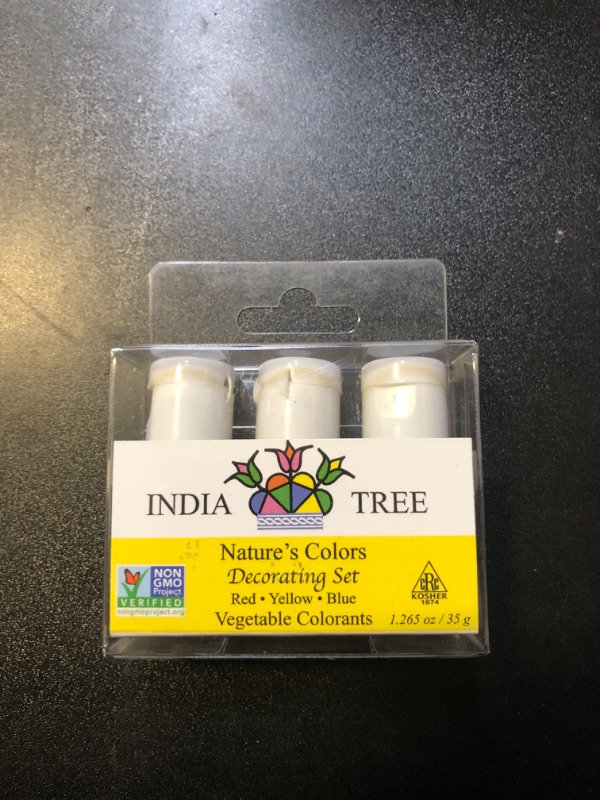 INDIA TREE
Nature's Colors
Decorating Set
Red • Yellow • Blue
Vegetable Colorants
NON
GMO
Project
VERIFIED
nongmoproject.org
GRC
KOSHER
1674
1.265 oz / 35 g